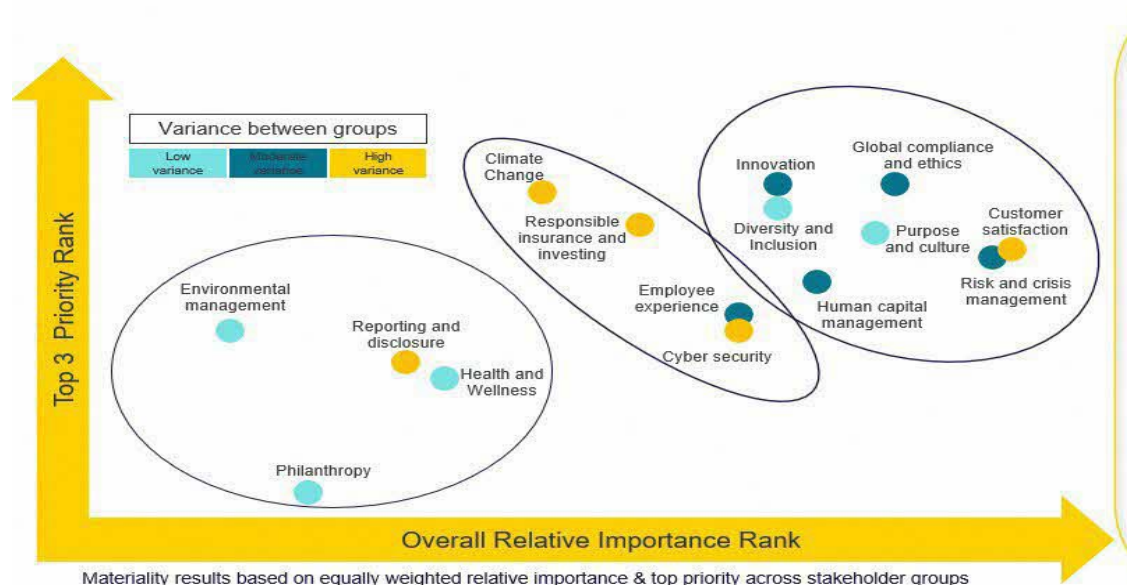 Variance between groups
Low
variance
Moderate
variance
High
variance
Climate
Change
Responsible
insurance and
investing
Innovation
Global compliance
and ethics
Diversity and
Inclusion
Purpose
and culture
Customer
satisfaction
Risk and crisis
management
Human capital
management
Employee
experience
Cyber security
Environmental
management
Reporting and
disclosure
Health and
Wellness
Philanthropy
Top 3 Priority Rank
Overall Relative Importance Rank
Materiality results based on equally weighted relative importance & top priority across stakeholder groups